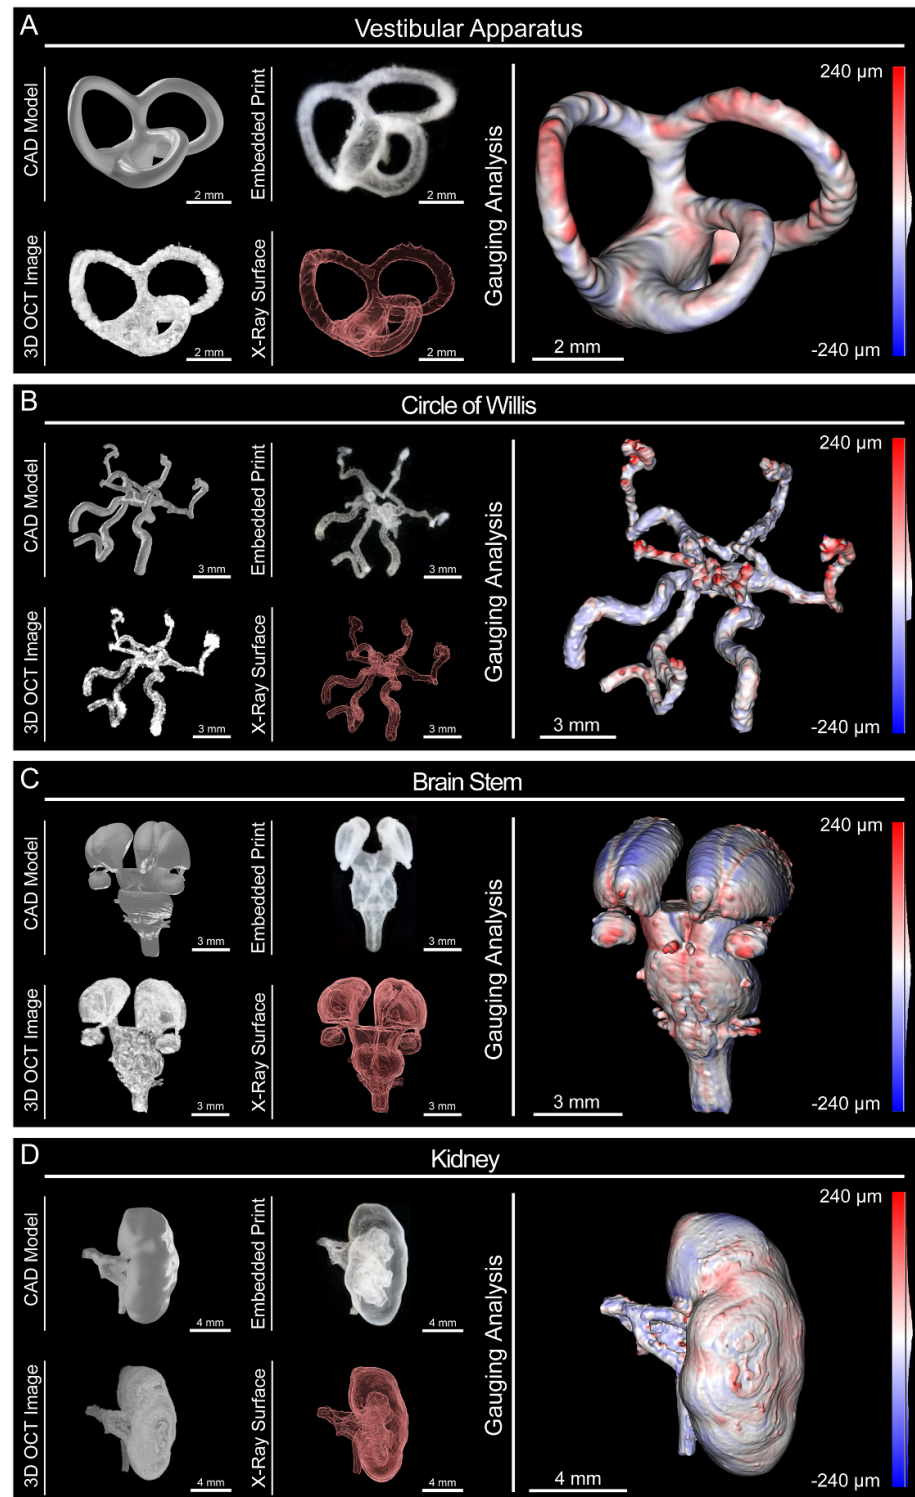 A
Vestibular Apparatus
CAD Model
2 mm
Embedded Print
2 mm
3D OCT Image
2 mm
X-Ray Surface
2 mm
Gauging Analysis
2 mm
240 µm
-240 µm
B
Circle of Willis
CAD Model
3 mm
Embedded Print
3 mm
3D OCT Image
3 mm
X-Ray Surface
3 mm
Gauging Analysis
3 mm
240 µm
-240 µm
C
Brain Stem
CAD Model
3 mm
Embedded Print
3 mm
3D OCT Image
3 mm
X-Ray Surface
3 mm
Gauging Analysis
3 mm
240 µm
-240 µm
D
Kidney
CAD Model
4 mm
Embedded Print
4 mm
3D OCT Image
4 mm
X-Ray Surface
4 mm
Gauging Analysis
4 mm
240 µm
-240 µm